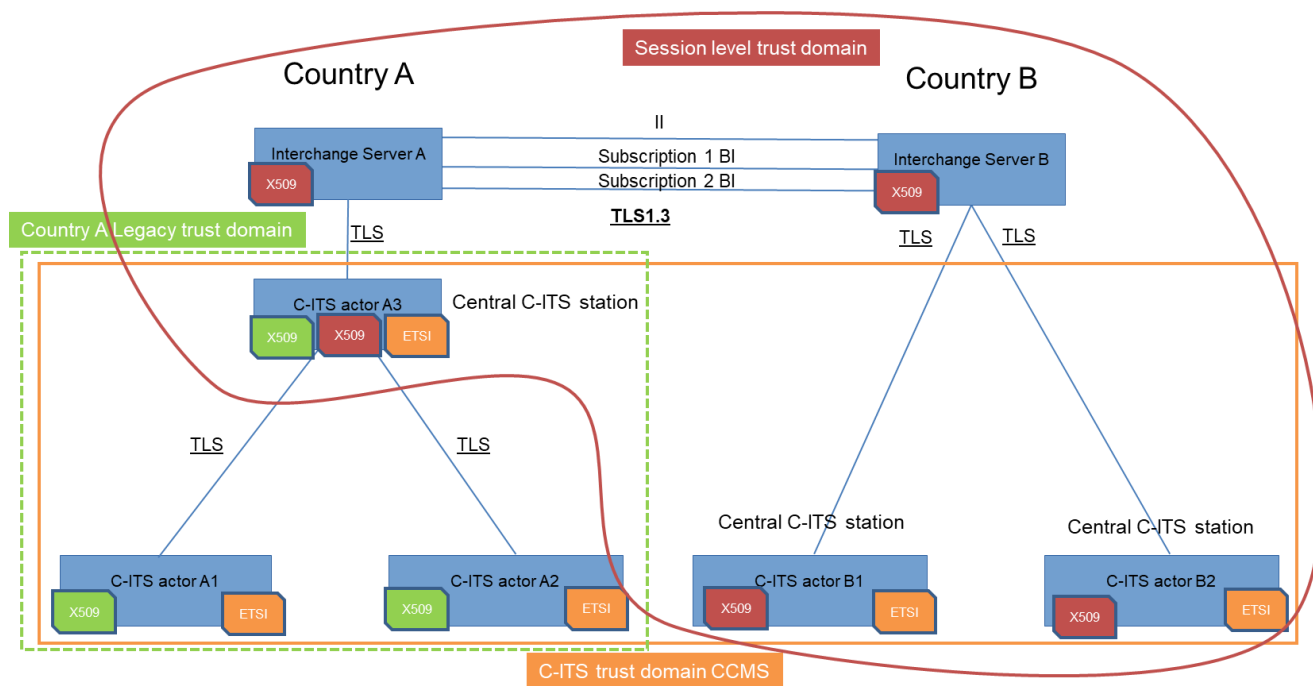 Session level trust domain
Country A
Country B
II
Interchange Server A
Subscription 1 BI
Interchange Server B
X509
Subscription 2 BI
X509
TLS1.3
Country A Legacy trust domain
TLS
TLS
TLS
C-ITS actor A3
Central C-ITS station
X509
X509
ETSI
TLS
TLS
Central C-ITS station
Central C-ITS station
C-ITS actor A1
C-ITS actor A2
C-ITS actor B1
C-ITS actor B2
X509
ETSI
X509
ETSI
X509
ETSI
X509
ETSI
C-ITS trust domain CCMS